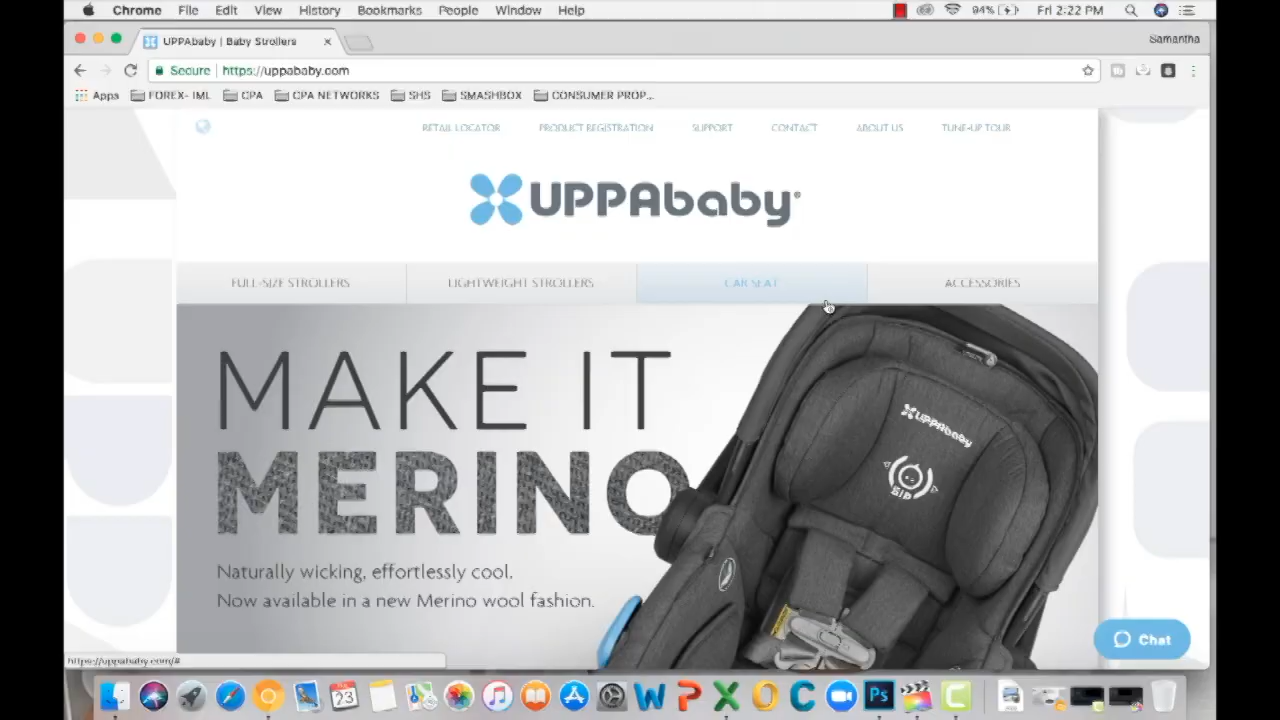 Chrome File Edit View History Bookmarks People Window Help 94% Fri 2:22 PM
UPPAbaby | Baby Strollers × Samantha
Secure https://uppababy.com
Apps FOREX- IML CPA CPA NETWORKS SHS SMASHBOX CONSUMER PROP...
RETAIL LOCATOR PRODUCT REGISTRATION SUPPORT CONTACT ABOUT US TUNE-UP TOUR
UPPAbaby®
FULL-SIZE STROLLERS LIGHTWEIGHT STROLLERS CAR SEAT ACCESSORIES
MAKE IT
MERINO
Naturally wicking, effortlessly cool.
Now available in a new Merino wool fashion.
UPPAbaby
SIP
Chat
https://uppababy.com/#
23
W P X O C Ps C